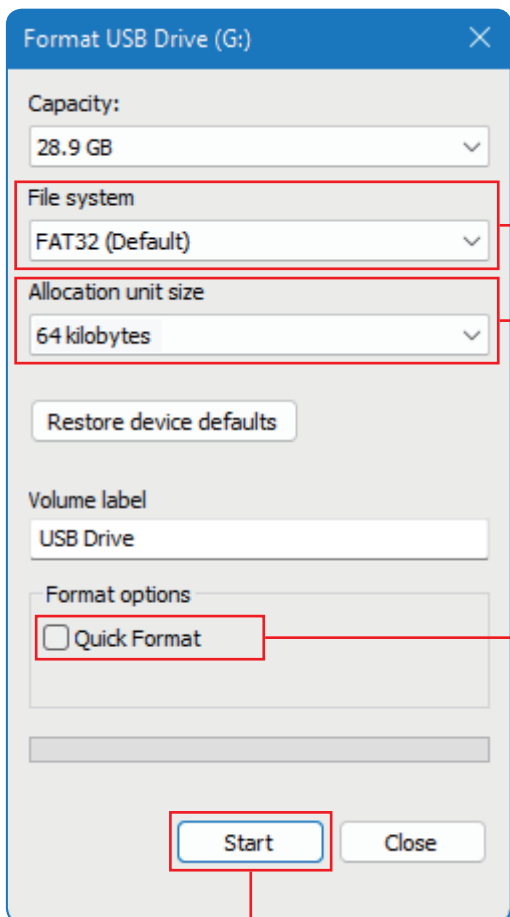 Format USB Drive (G:)
Capacity:
28.9 GB
File system
FAT32 (Default)
Allocation unit size
64 kilobytes
Restore device defaults
Volume label
USB Drive
Format options
Quick Format
Start Close